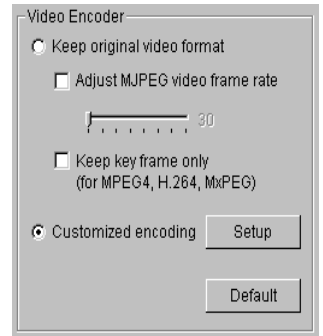 Video Encoder
Keep original video format
Adjust MJPEG video frame rate
30
Keep key frame only
(for MPEG4, H.264, MxPEG)
Customized encoding Setup
Default